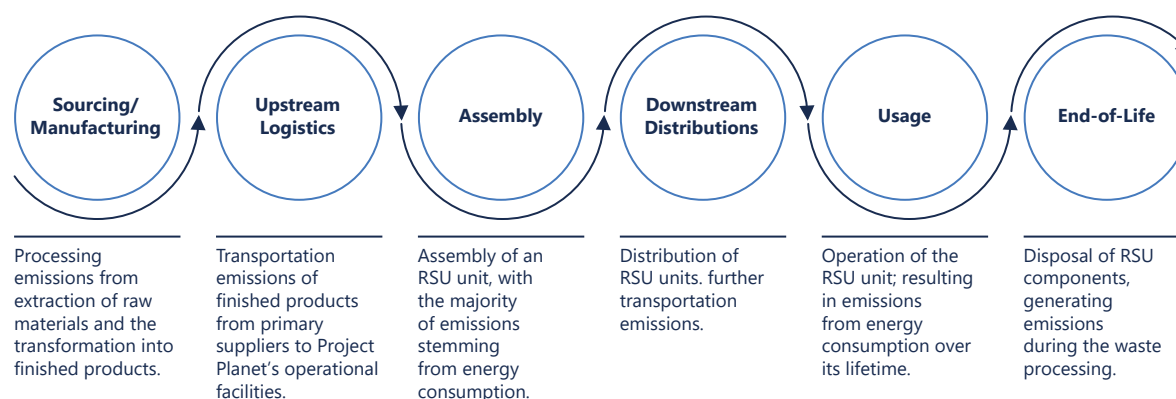 Sourcing/
Manufacturing
Upstream
Logistics
Assembly
Downstream
Distributions
Usage
End-of-Life
Processing
emissions from
extraction of raw
materials and the
transformation into
finished products.
Transportation
emissions of
finished products
from primary
suppliers to Project
Planet's operational
facilities.
Assembly of an
RSU unit, with
the majority
of emissions
stemming
from energy
consumption.
Distribution of
RSU units. further
transportation
emissions.
Operation of the
RSU unit; resulting
in emissions
from energy
consumption over
its lifetime.
Disposal of RSU
components,
generating
emissions
during the waste
processing.